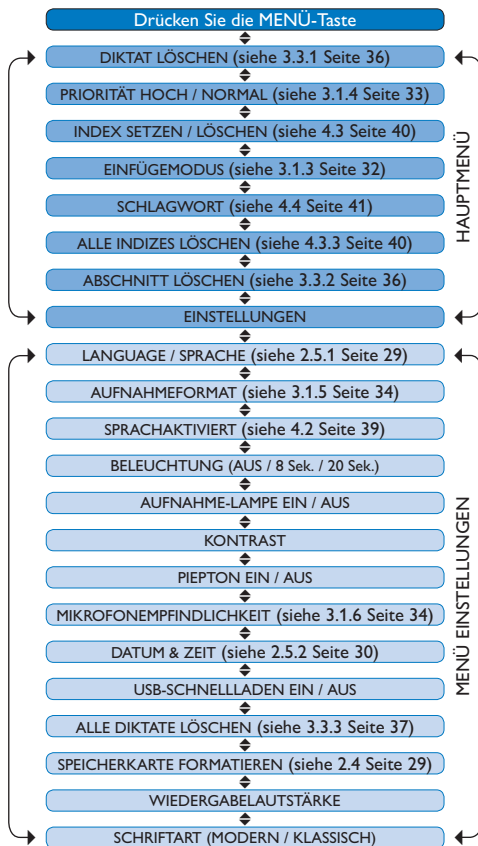 Drücken Sie die MENÜ-Taste
DIKTAT LÖSCHEN (siehe 3.3.1 Seite 36)
PRIORITÄT HOCH / NORMAL (siehe 3.1.4 Seite 33)
INDEX SETZEN / LÖSCHEN (siehe 4.3 Seite 40)
EINFÜGEMODUS (siehe 3.1.3 Seite 32)
SCHLAGWORT (siehe 4.4 Seite 41)
ALLE INDIZES LÖSCHEN (siehe 4.3.3 Seite 40)
ABSCHNITT LÖSCHEN (siehe 3.3.2 Seite 36)
EINSTELLUNGEN
HAUPTMENÜ
LANGUAGE / SPRACHE (siehe 2.5.1 Seite 29)
AUFNAHMEFORMAT (siehe 3.1.5 Seite 34)
SPRACHAKTIVIERT (siehe 4.2 Seite 39)
BELEUCHTUNG (AUS / 8 Sek. / 20 Sek.)
AUFNAHME-LAMPE EIN / AUS
KONTRAST
PIEPTON EIN / AUS
MIKROFONEMPFINDLICHKEIT (siehe 3.1.6 Seite 34)
DATUM & ZEIT (siehe 2.5.2 Seite 30)
USB-SCHNELLLADEN EIN / AUS
ALLE DIKTATE LÖSCHEN (siehe 3.3.3 Seite 37)
SPEICHERKARTE FORMATIEREN (siehe 2.4 Seite 29)
WIEDERGABELAUTSTÄRKE
SCHRIFTART (MODERN / KLASSISCH)
MENÜ EINSTELLUNGEN